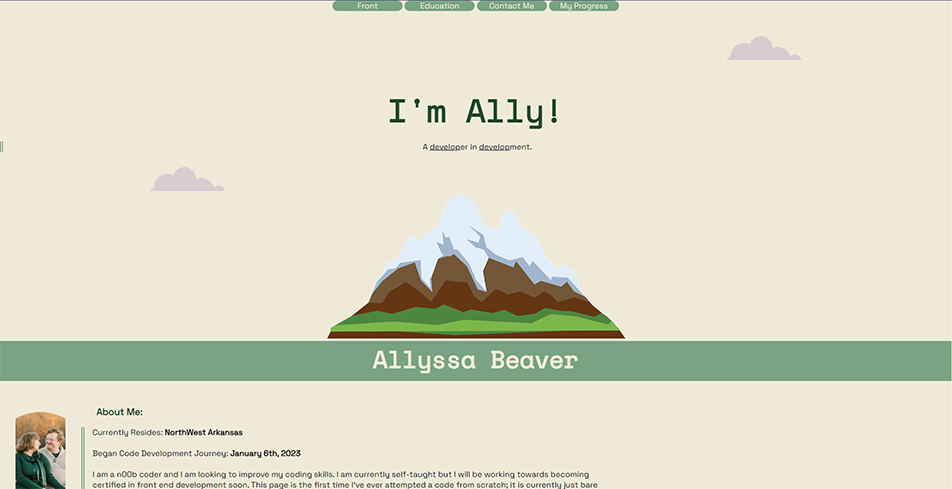 Front Education Contact Me My Progress
I'm Ally!
A developer in development.
Allyssa Beaver
About Me:
Currently Resides: NorthWest Arkansas
Began Code Development Journey: January 6th, 2023
I am a n00b coder and I am looking to improve my coding skills. I am currently self-taught but I will be working towards becoming
certified in front end development soon. This page is the first time I've ever attempted a code from scratch; it is currently just bare